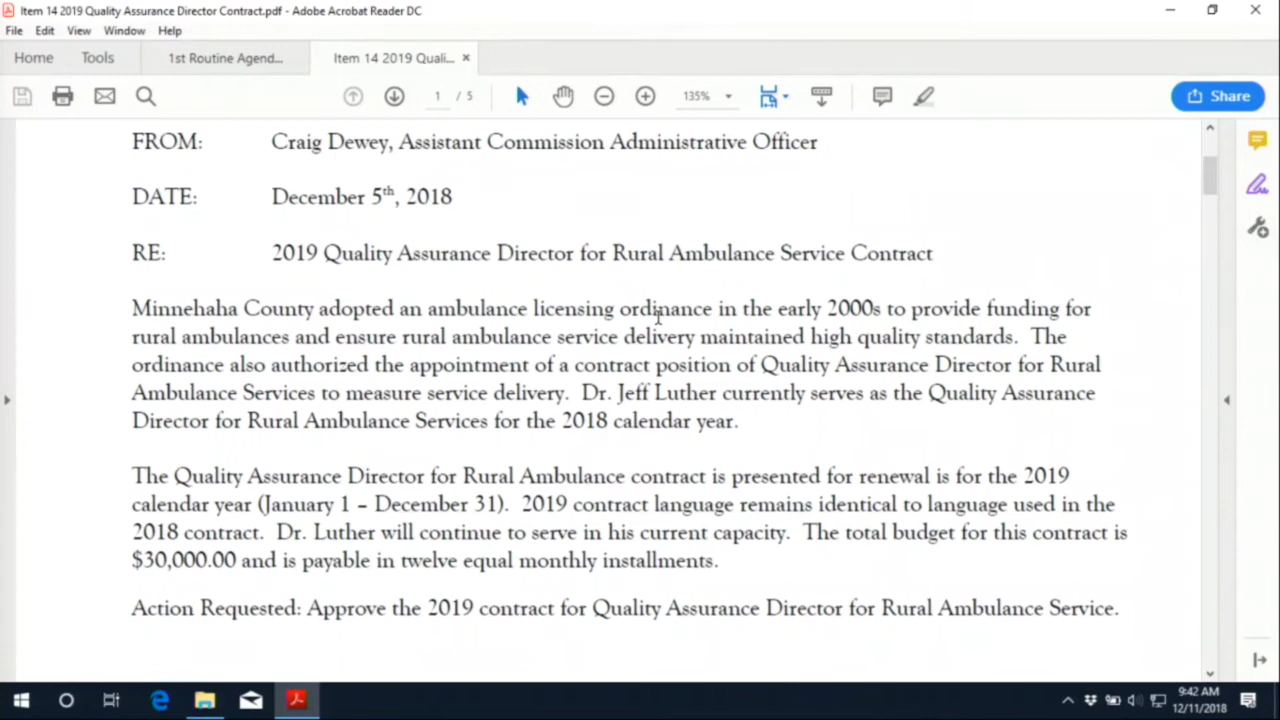 Item 14 2019 Quality Assurance Director Contract.pdf - Adobe Acrobat Reader DC
File Edit View Window Help
Home Tools 1st Routine Agend... Item 14 2019 Quali... ×
1 / 5 135% Share
FROM: Craig Dewey, Assistant Commission Administrative Officer
DATE: December 5th, 2018
RE: 2019 Quality Assurance Director for Rural Ambulance Service Contract
Minnehaha County adopted an ambulance licensing ordinance in the early 2000s to provide funding for
rural ambulances and ensure rural ambulance service delivery maintained high quality standards. The
ordinance also authorized the appointment of a contract position of Quality Assurance Director for Rural
Ambulance Services to measure service delivery. Dr. Jeff Luther currently serves as the Quality Assurance
Director for Rural Ambulance Services for the 2018 calendar year.
The Quality Assurance Director for Rural Ambulance contract is presented for renewal is for the 2019
calendar year (January 1 – December 31). 2019 contract language remains identical to language used in the
2018 contract. Dr. Luther will continue to serve in his current capacity. The total budget for this contract is
$30,000.00 and is payable in twelve equal monthly installments.
Action Requested: Approve the 2019 contract for Quality Assurance Director for Rural Ambulance Service.
9:42 AM
12/11/2018